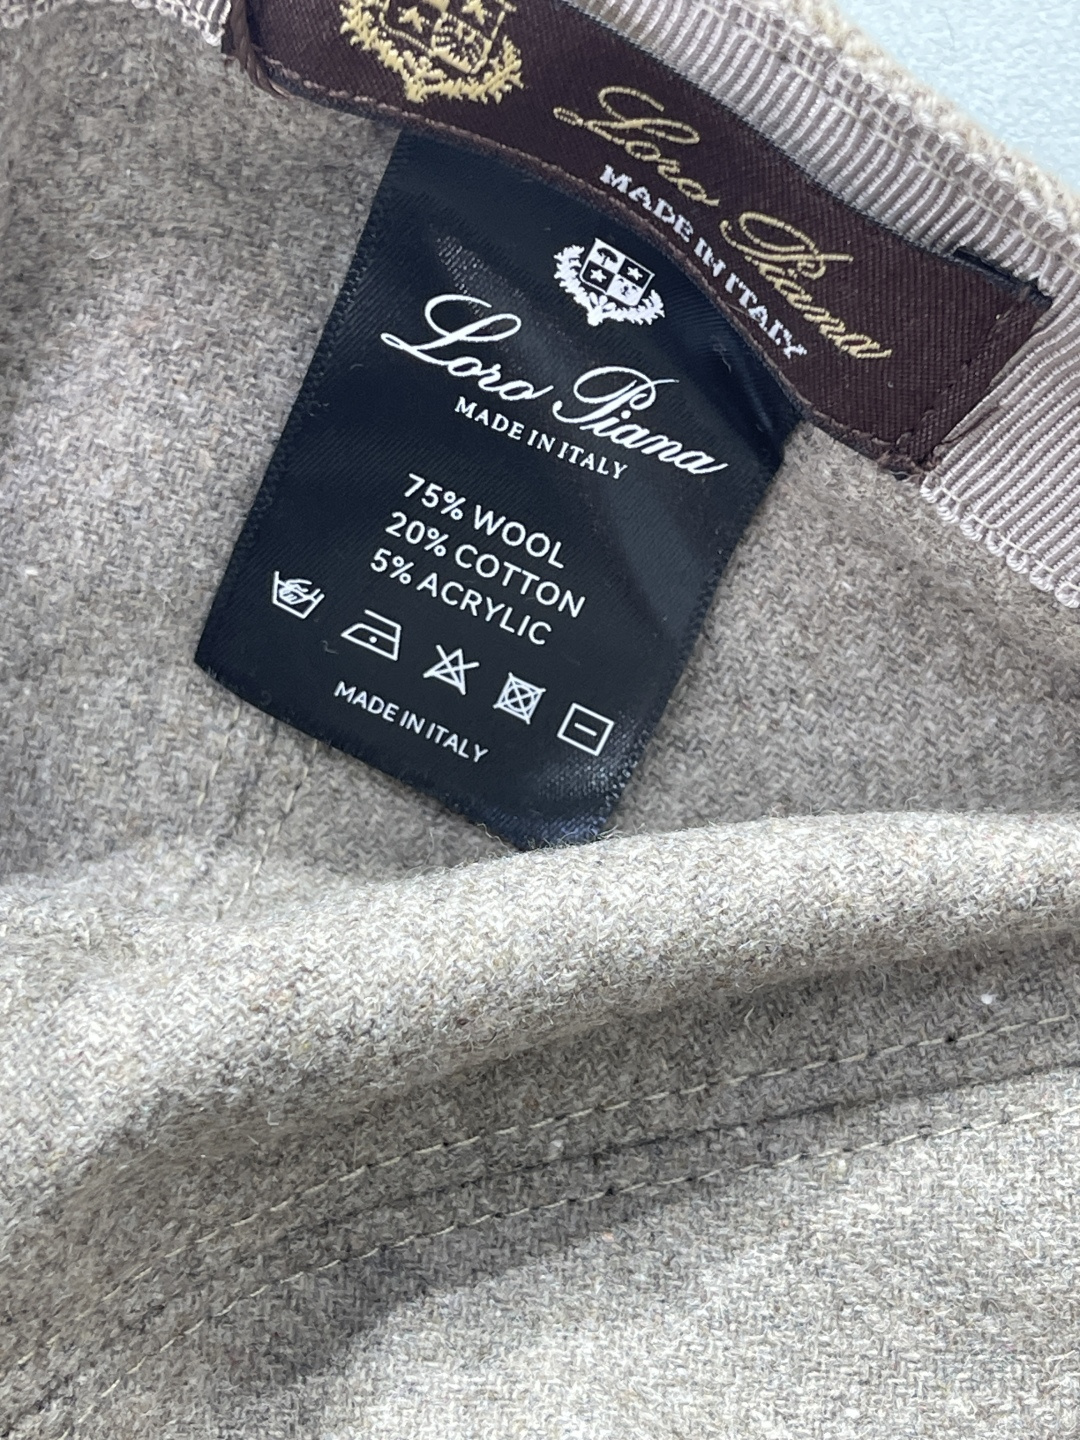 Loro Piana
MADE IN ITALY
Loro Piana
MADE IN ITALY
75% WOOL
20% COTTON
5% ACRYLIC
MADE IN ITALY